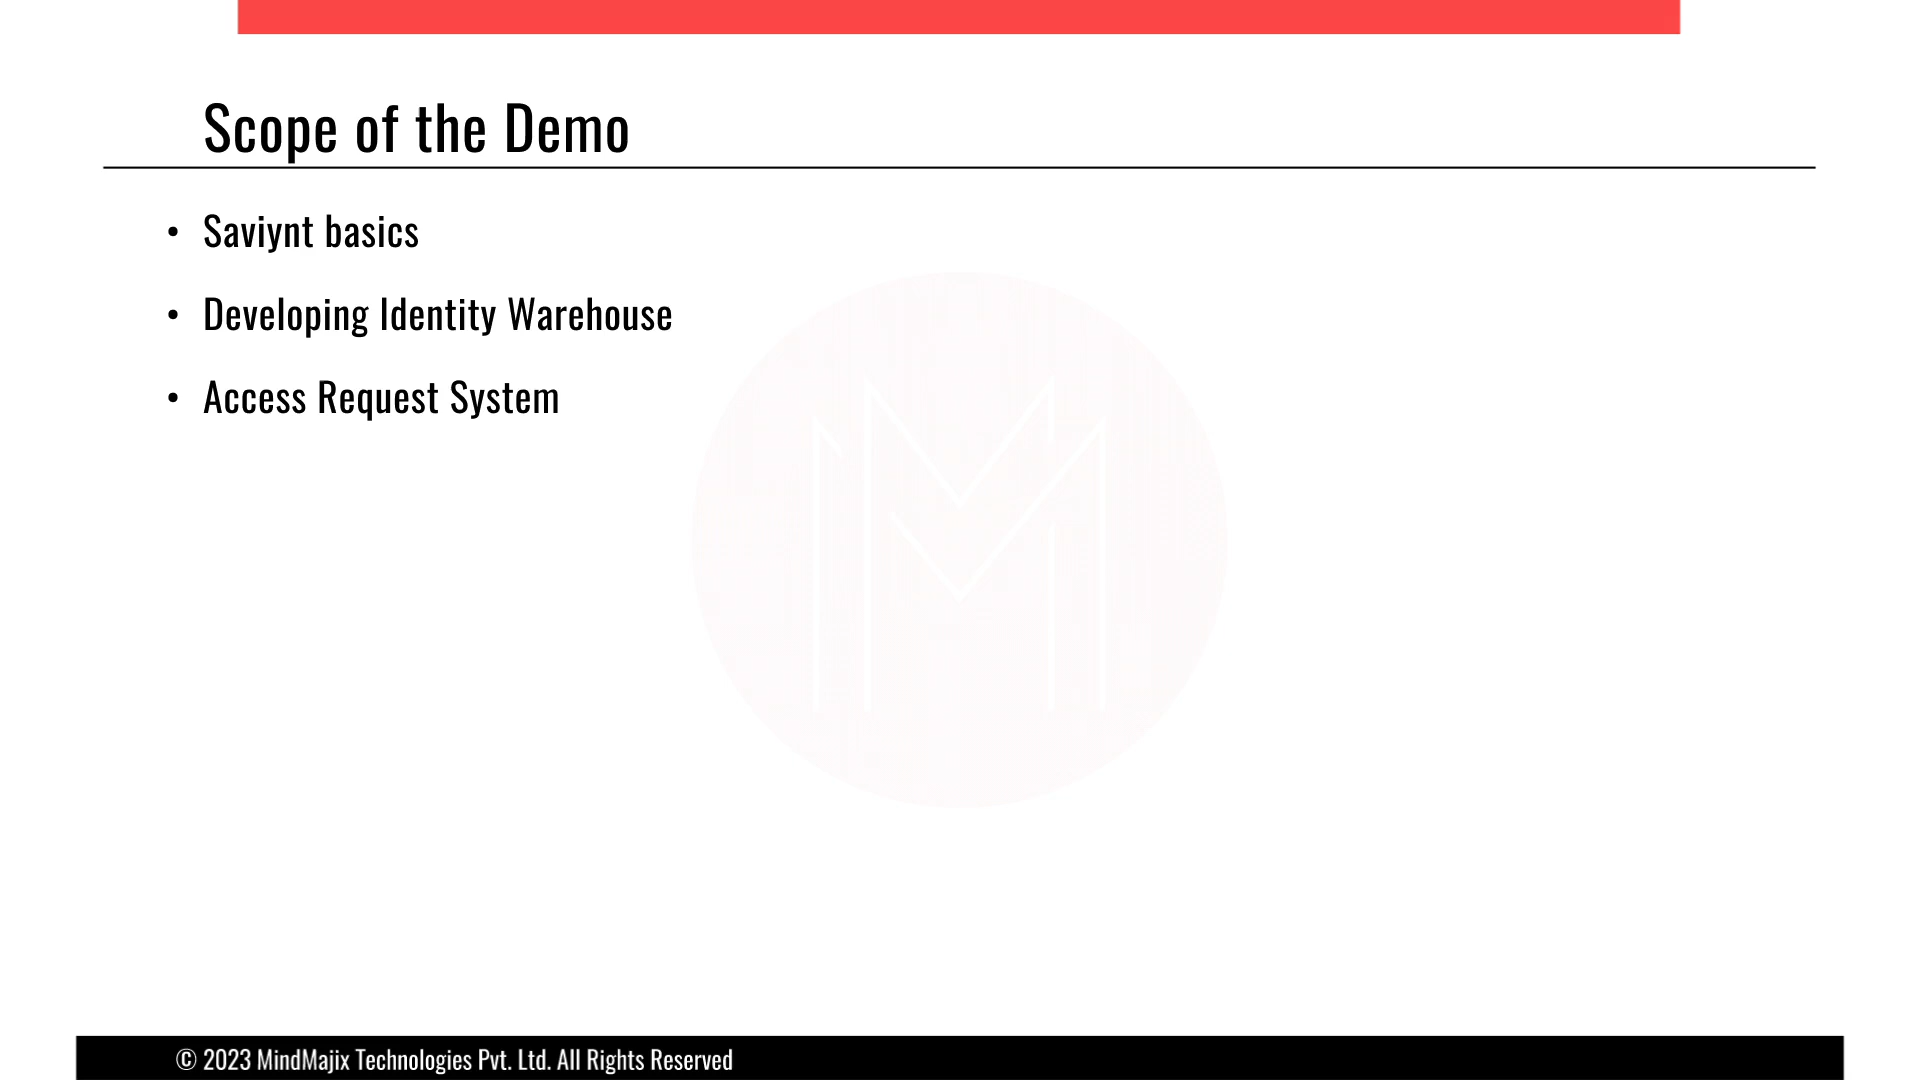 Scope of the Demo
• Saviynt basics
• Developing Identity Warehouse
• Access Request System
© 2023 MindMajix Technologies Pvt. Ltd. All Rights Reserved